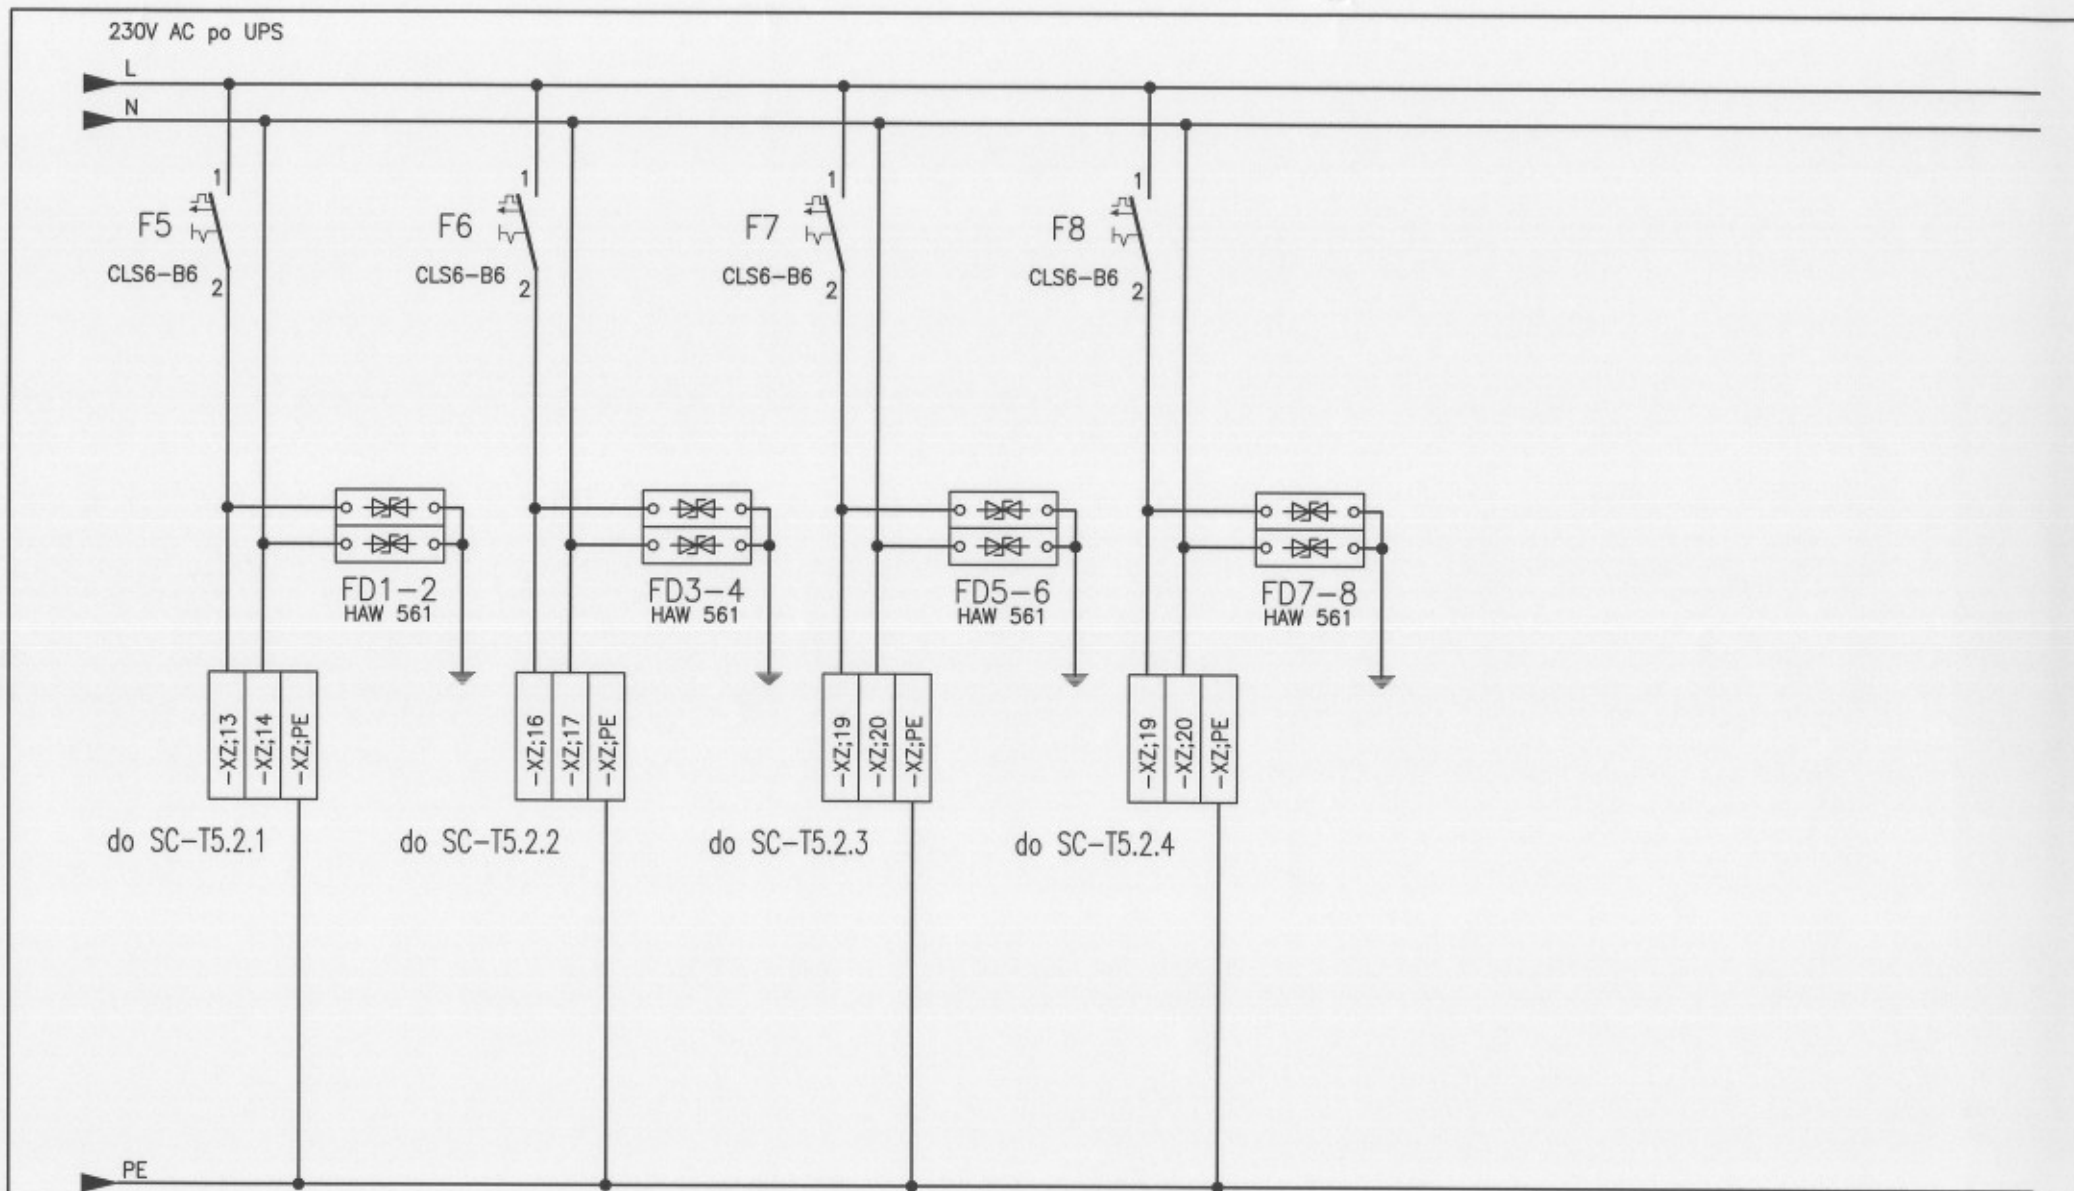 230V AC po UPS
L
N
1 1 1 1
F5 F6 F7 F8
CLS6-B6 CLS6-B6 CLS6-B6 CLS6-B6
2 2 2 2
FD1-2 FD3-4 FD5-6 FD7-8
HAW 561 HAW 561 HAW 561 HAW 561
-XZ;13 -XZ;14 -XZ;PE -XZ;16 -XZ;17 -XZ;PE -XZ;19 -XZ;20 -XZ;PE -XZ;19 -XZ;20 -XZ;PE
do SC-T5.2.1 do SC-T5.2.2 do SC-T5.2.3 do SC-T5.2.4
PE